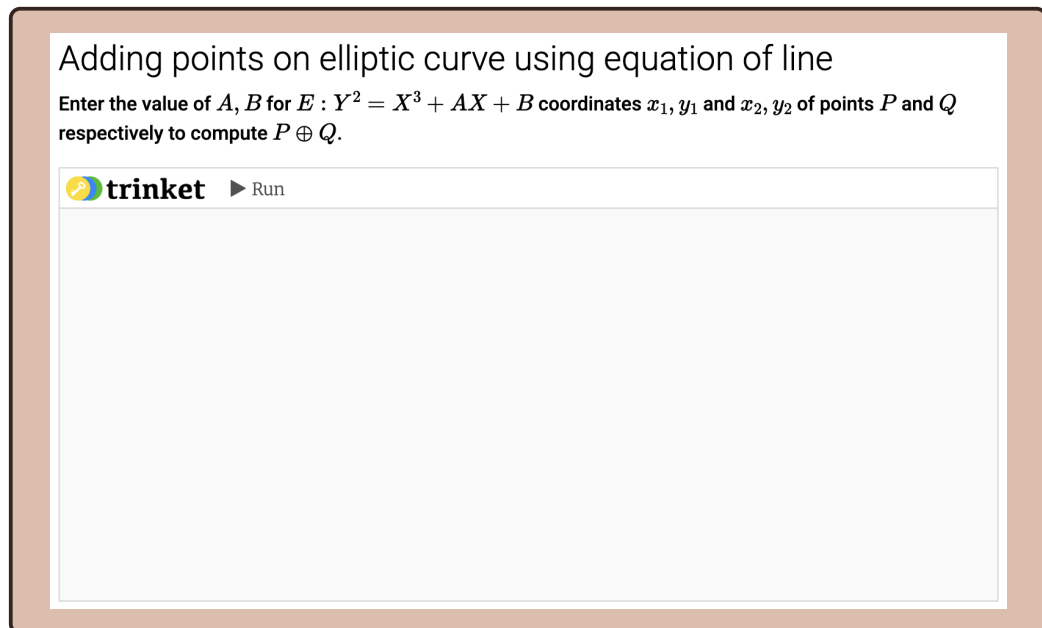 Adding points on elliptic curve using equation of line
Enter the value of A, B for E : Y² = X³ + AX + B coordinates x₁, y₁ and x₂, y₂ of points P and Q
respectively to compute P ⊕ Q.
trinket Run